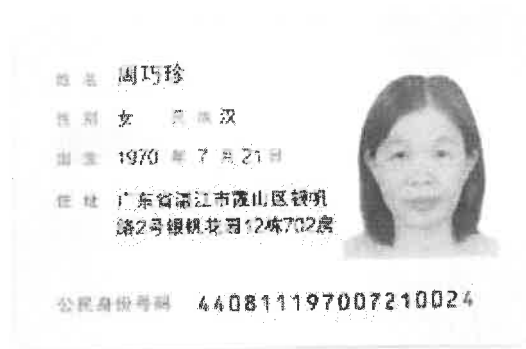 姓名 周巧珍
性别 女 民族 汉
出生 1970 年 7 月 21 日
住址 广东省湛江市霞山区银帆
路2号银帆花园12栋702房
公民身份号码 440811197007210024